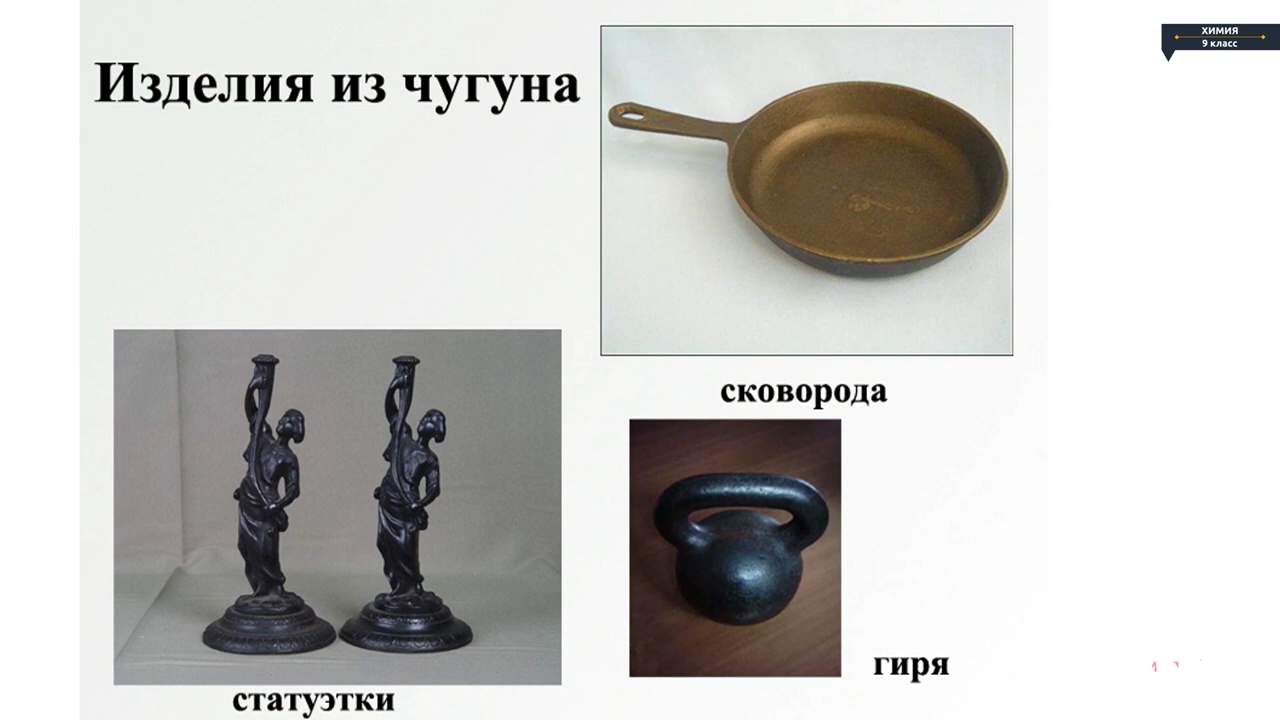 Изделия из чугуна
ХИМИЯ
9 класс
сковорода
гиря
статуэтки